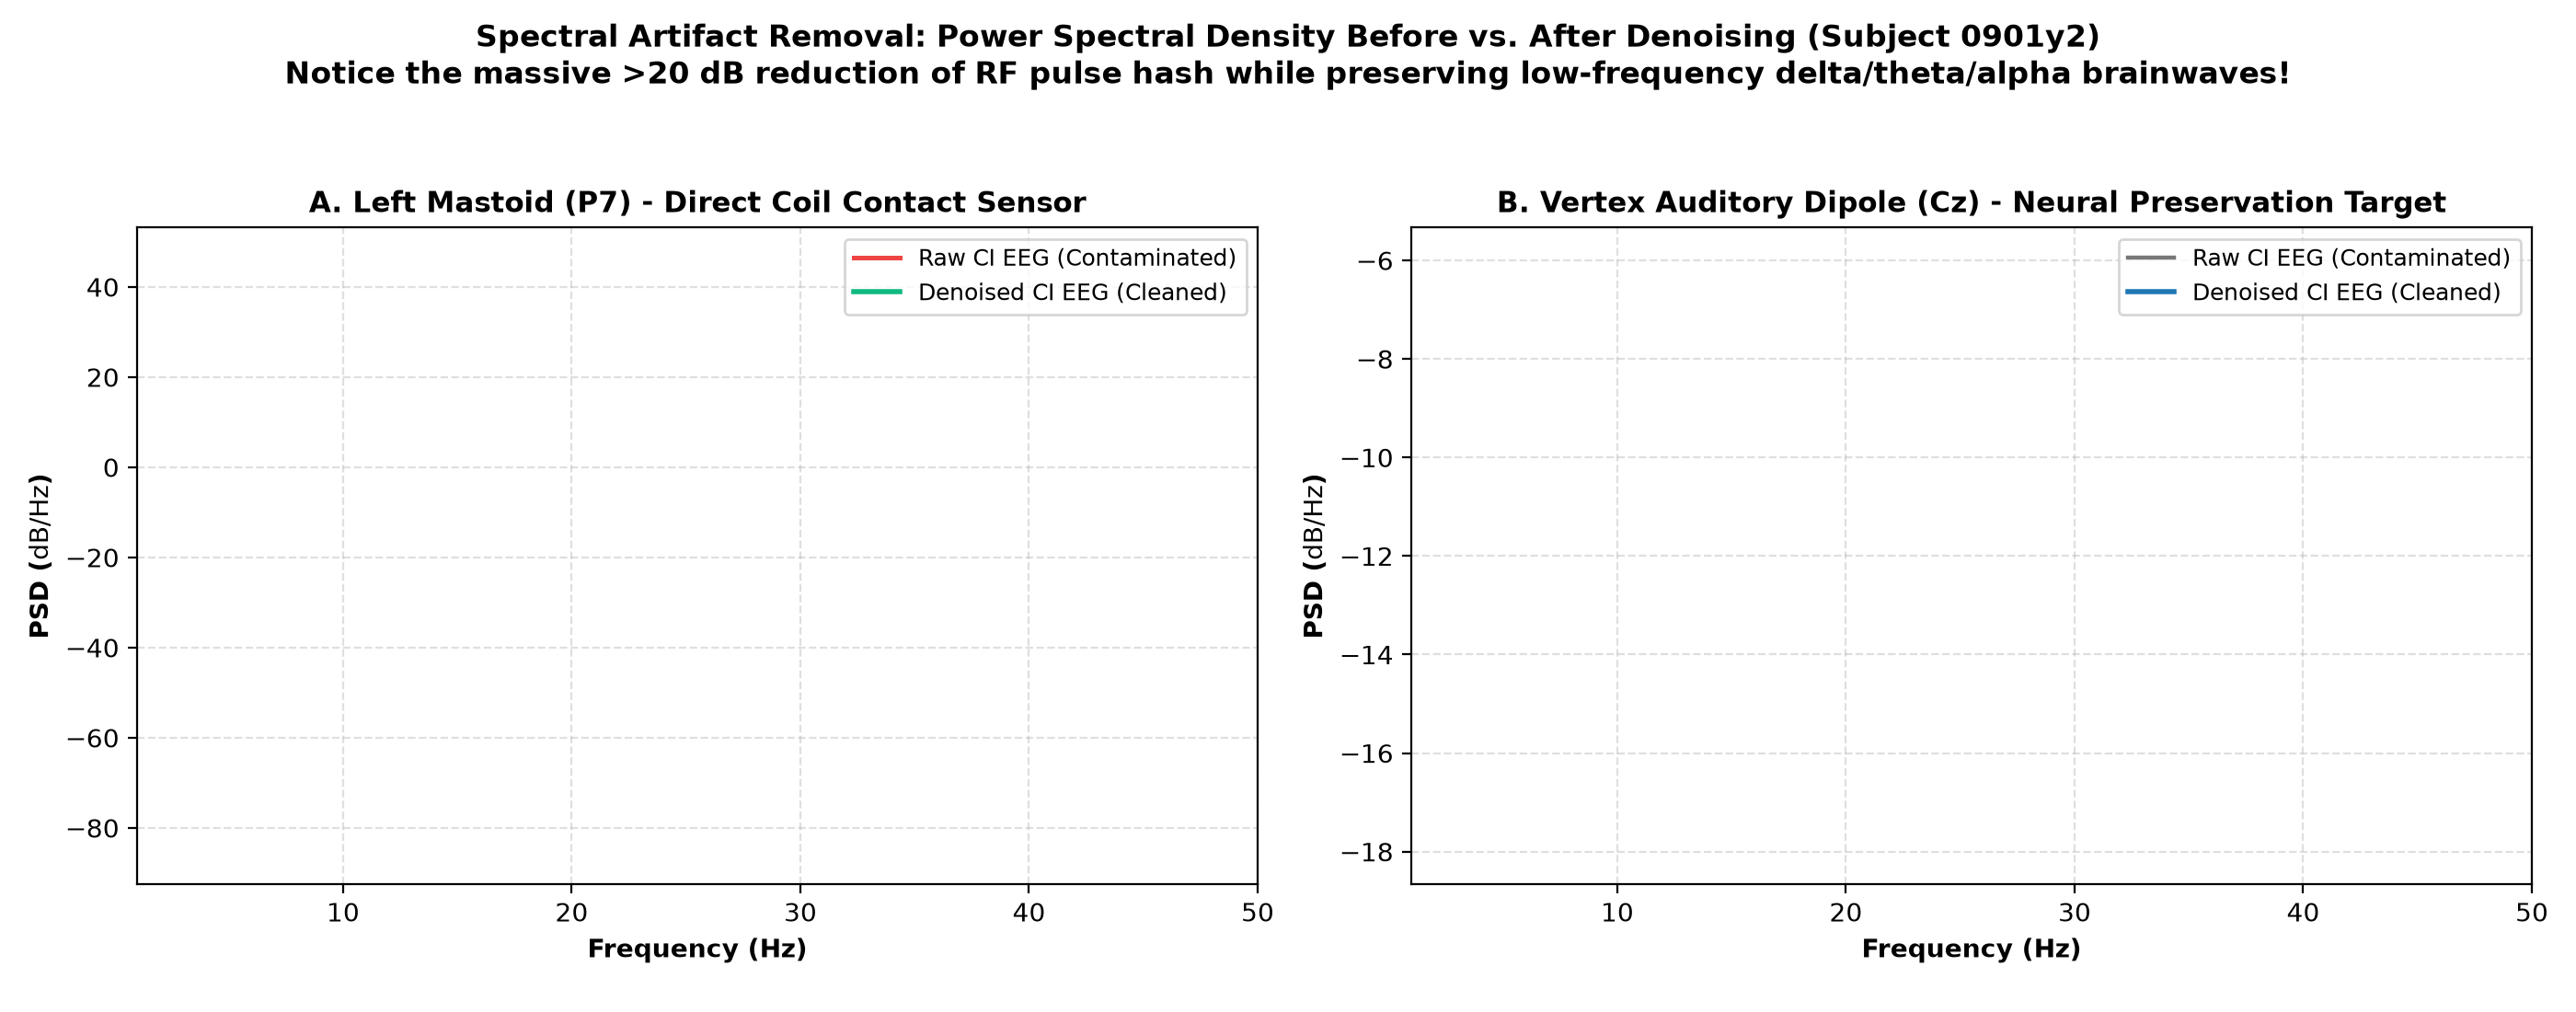 Spectral Artifact Removal: Power Spectral Density Before vs. After Denoising (Subject 0901y2)
Notice the massive >20 dB reduction of RF pulse hash while preserving low-frequency delta/theta/alpha brainwaves!
A. Left Mastoid (P7) - Direct Coil Contact Sensor
Raw CI EEG (Contaminated)
Denoised CI EEG (Cleaned)
40
20
0
−20
−40
−60
−80
PSD (dB/Hz)
10
20
30
40
50
Frequency (Hz)
B. Vertex Auditory Dipole (Cz) - Neural Preservation Target
Raw CI EEG (Contaminated)
Denoised CI EEG (Cleaned)
−6
−8
−10
−12
−14
−16
−18
PSD (dB/Hz)
10
20
30
40
50
Frequency (Hz)